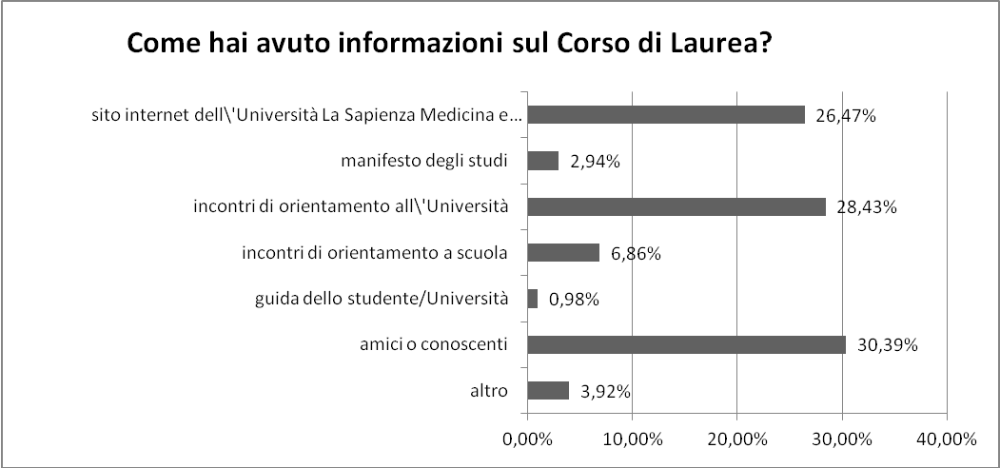 Come hai avuto informazioni sul Corso di Laurea?
sito internet dell\'Università La Sapienza Medicina e... 26,47%
manifesto degli studi 2,94%
incontri di orientamento all\'Università 28,43%
incontri di orientamento a scuola 6,86%
guida dello studente/Università 0,98%
amici o conoscenti 30,39%
altro 3,92%
0,00% 10,00% 20,00% 30,00% 40,00%